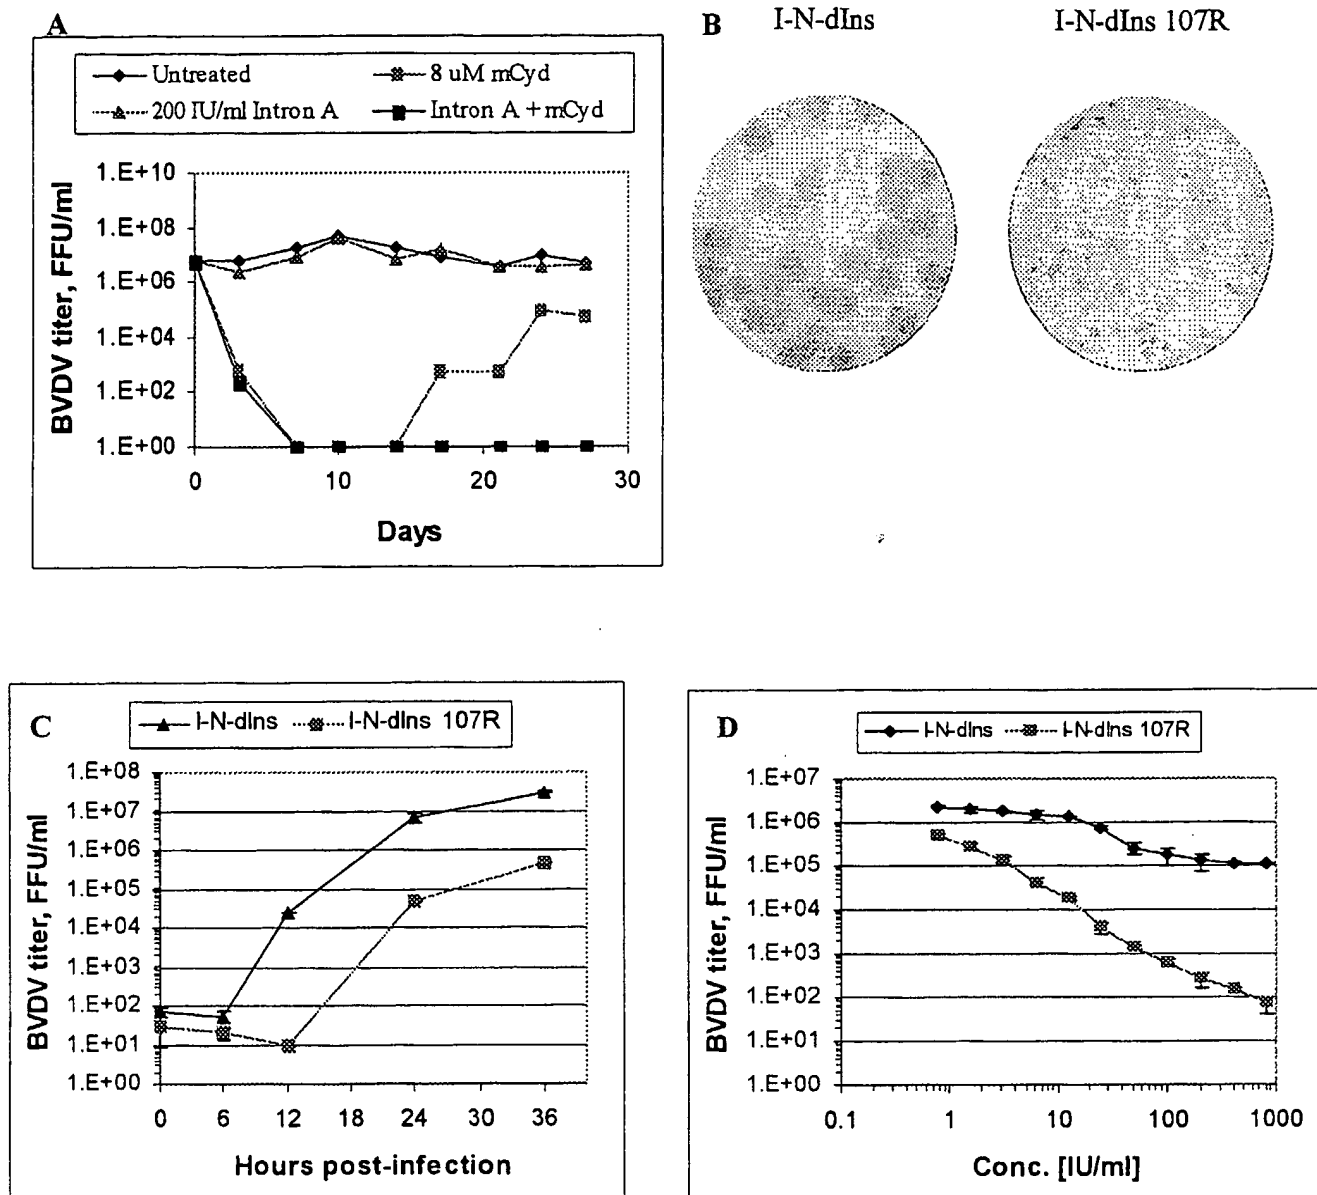 A
Untreated
8 uM mCyd
200 IU/ml Intron A
Intron A + mCyd
BVDV titer, FFU/ml
1.E+10
1.E+08
1.E+06
1.E+04
1.E+02
1.E+00
0 10 20 30
Days
B I-N-dIns I-N-dIns 107R
C
I-N-dIns I-N-dIns 107R
BVDV titer, FFU/ml
1.E+08
1.E+07
1.E+06
1.E+05
1.E+04
1.E+03
1.E+02
1.E+01
1.E+00
0 6 12 18 24 30 36
Hours post-infection
D
I-N-dIns I-N-dIns 107R
BVDV titer, FFU/ml
1.E+07
1.E+06
1.E+05
1.E+04
1.E+03
1.E+02
1.E+01
1.E+00
0.1 1 10 100 1000
Conc. [IU/ml]